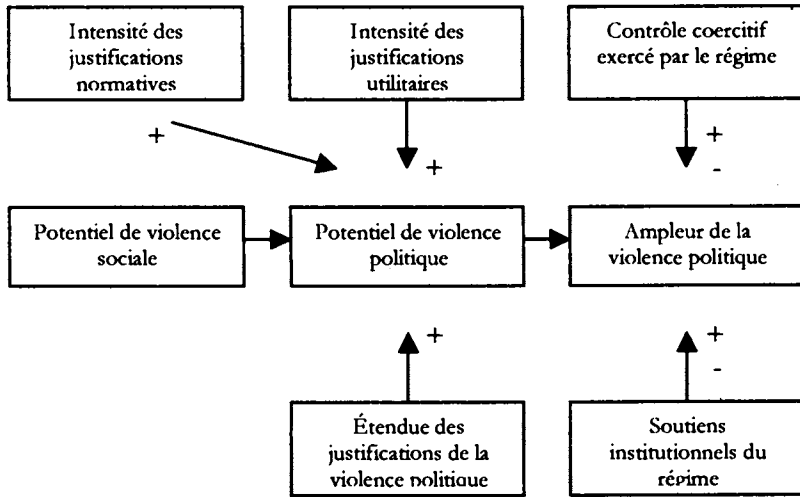 Intensité des
justifications
normatives
Intensité des
justifications
utilitaires
Contrôle coercitif
exercé par le régime
+
+
+
-
Potentiel de violence
sociale
Potentiel de violence
politique
Ampleur de la
violence politique
+
+
-
Étendue des
justifications de la
violence politique
Soutiens
institutionnels du
régime